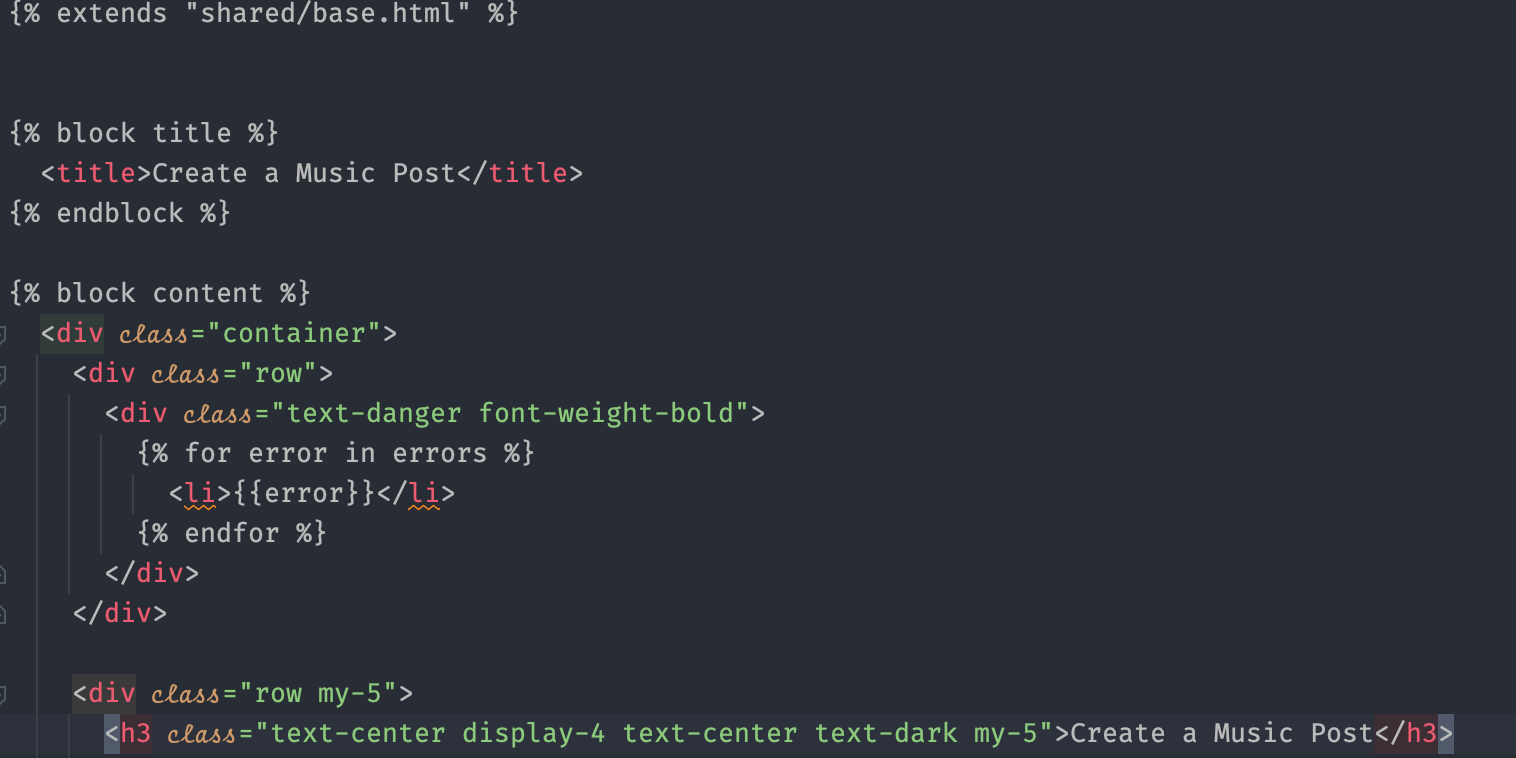 {% extends "shared/base.html" %}
{% block title %}
<title>Create a Music Post</title>
{% endblock %}
{% block content %}
<div class="container">
<div class="row">
<div class="text-danger font-weight-bold">
{% for error in errors %}
<li>{{error}}</li>
{% endfor %}
</div>
</div>
<div class="row my-5">
<h3 class="text-center display-4 text-center text-dark my-5">Create a Music Post</h3>